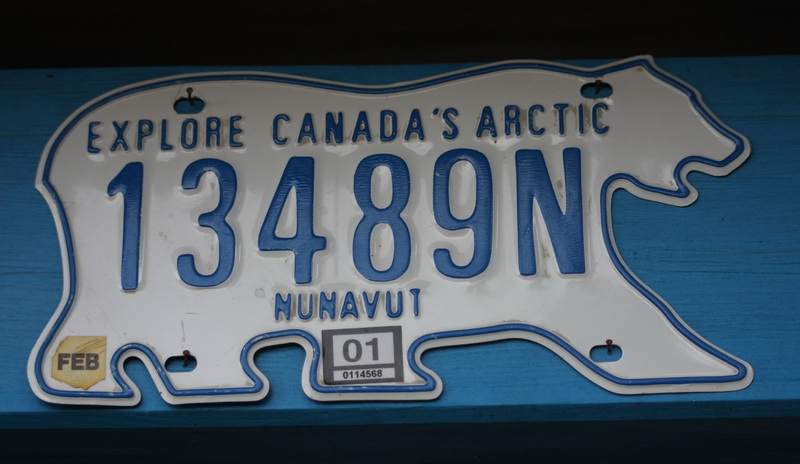 EXPLORE CANADA'S ARCTIC
13489N
NUNAVUT
FEB
01
0114568